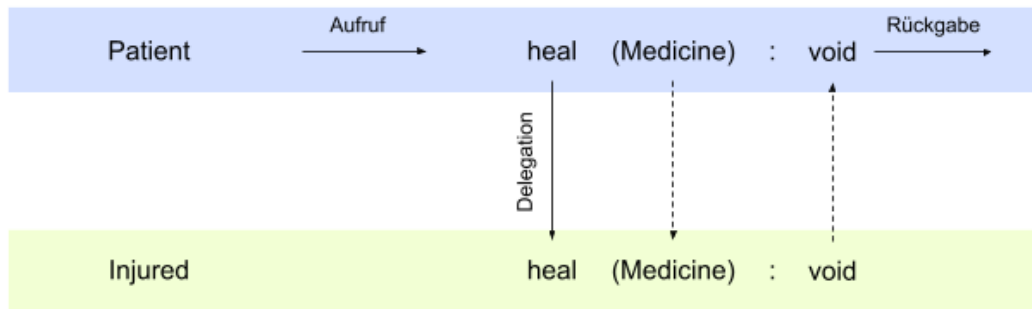 Aufruf Rückgabe
Patient heal (Medicine) : void
Delegation
Injured heal (Medicine) : void